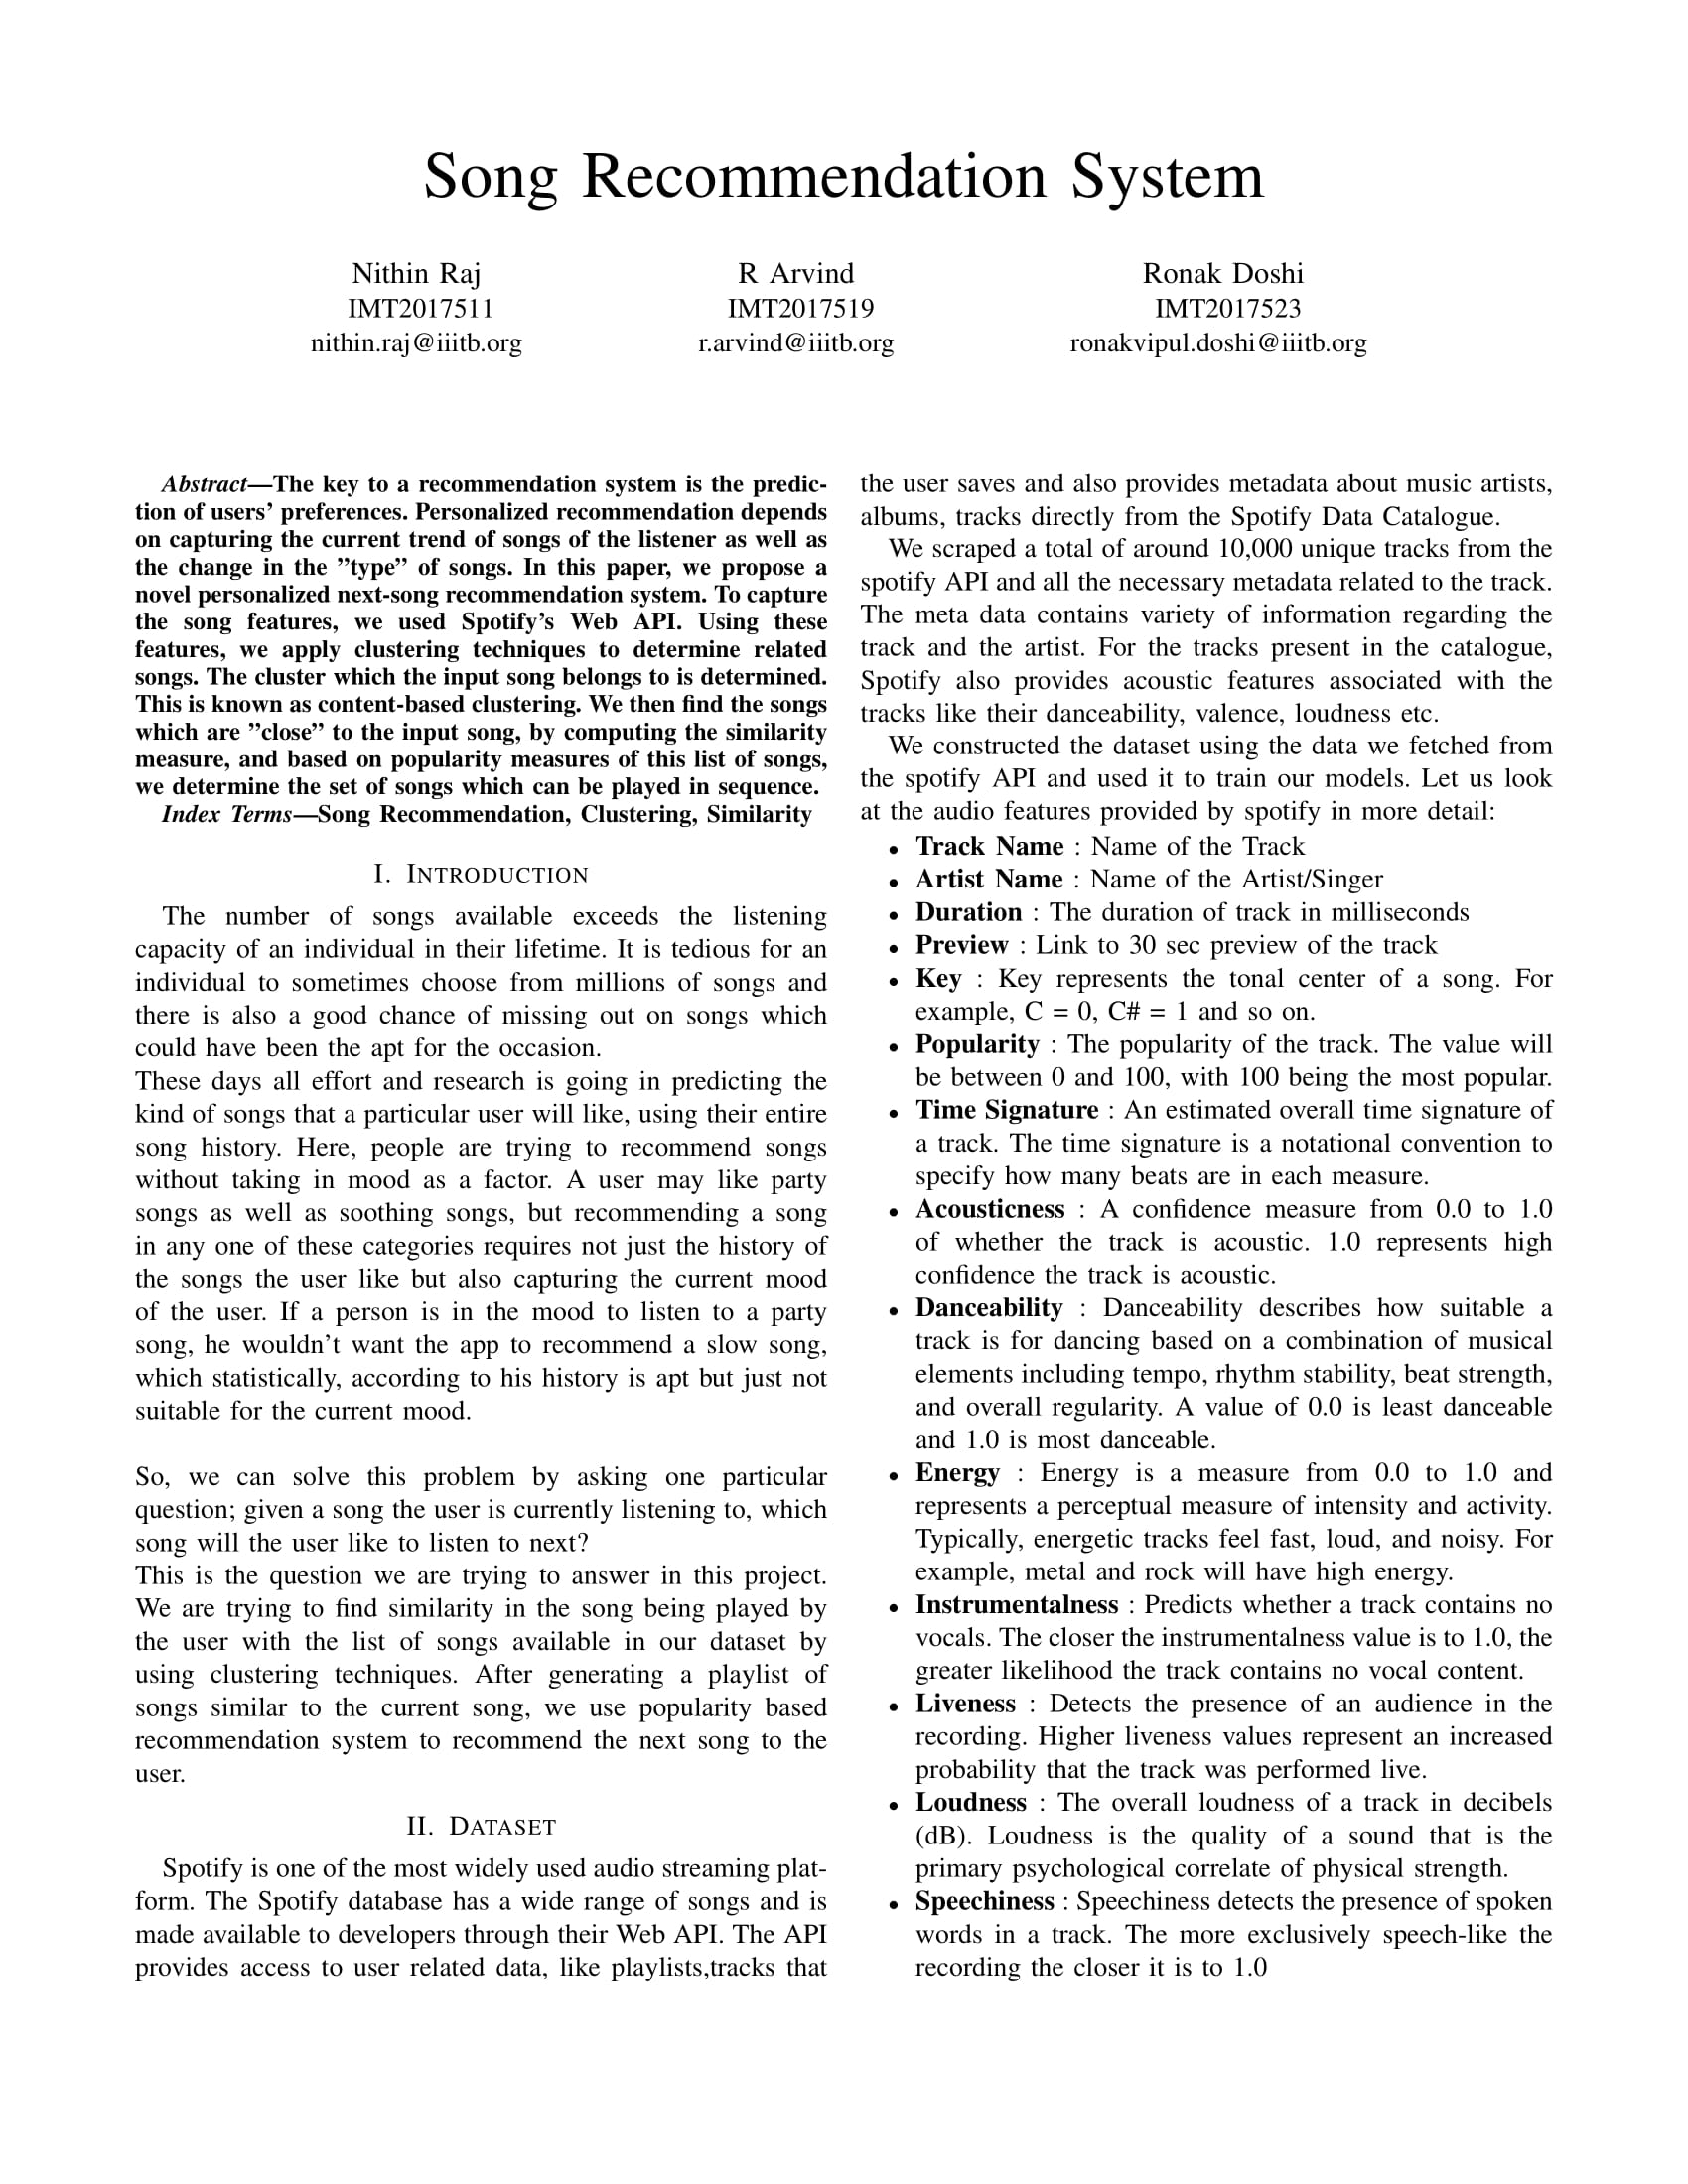 Song Recommendation System
Nithin Raj
IMT2017511
nithin.raj@iiitb.org
R Arvind
IMT2017519
r.arvind@iiitb.org
Ronak Doshi
IMT2017523
ronakvipul.doshi@iiitb.org
Abstract—The key to a recommendation system is the predic-
tion of users’ preferences. Personalized recommendation depends
on capturing the current trend of songs of the listener as well as
the change in the ”type” of songs. In this paper, we propose a
novel personalized next-song recommendation system. To capture
the song features, we used Spotify’s Web API. Using these
features, we apply clustering techniques to determine related
songs. The cluster which the input song belongs to is determined.
This is known as content-based clustering. We then find the songs
which are ”close” to the input song, by computing the similarity
measure, and based on popularity measures of this list of songs,
we determine the set of songs which can be played in sequence.
Index Terms—Song Recommendation, Clustering, Similarity
I. INTRODUCTION
The number of songs available exceeds the listening
capacity of an individual in their lifetime. It is tedious for an
individual to sometimes choose from millions of songs and
there is also a good chance of missing out on songs which
could have been the apt for the occasion.
These days all effort and research is going in predicting the
kind of songs that a particular user will like, using their entire
song history. Here, people are trying to recommend songs
without taking in mood as a factor. A user may like party
songs as well as soothing songs, but recommending a song
in any one of these categories requires not just the history of
the songs the user like but also capturing the current mood
of the user. If a person is in the mood to listen to a party
song, he wouldn’t want the app to recommend a slow song,
which statistically, according to his history is apt but just not
suitable for the current mood.
So, we can solve this problem by asking one particular
question; given a song the user is currently listening to, which
song will the user like to listen to next?
This is the question we are trying to answer in this project.
We are trying to find similarity in the song being played by
the user with the list of songs available in our dataset by
using clustering techniques. After generating a playlist of
songs similar to the current song, we use popularity based
recommendation system to recommend the next song to the
user.
II. DATASET
Spotify is one of the most widely used audio streaming plat-
form. The Spotify database has a wide range of songs and is
made available to developers through their Web API. The API
provides access to user related data, like playlists,tracks that
the user saves and also provides metadata about music artists,
albums, tracks directly from the Spotify Data Catalogue.
We scraped a total of around 10,000 unique tracks from the
spotify API and all the necessary metadata related to the track.
The meta data contains variety of information regarding the
track and the artist. For the tracks present in the catalogue,
Spotify also provides acoustic features associated with the
tracks like their danceability, valence, loudness etc.
We constructed the dataset using the data we fetched from
the spotify API and used it to train our models. Let us look
at the audio features provided by spotify in more detail:
• Track Name : Name of the Track
• Artist Name : Name of the Artist/Singer
• Duration : The duration of track in milliseconds
• Preview : Link to 30 sec preview of the track
• Key : Key represents the tonal center of a song. For
example, C = 0, C# = 1 and so on.
• Popularity : The popularity of the track. The value will
be between 0 and 100, with 100 being the most popular.
• Time Signature : An estimated overall time signature of
a track. The time signature is a notational convention to
specify how many beats are in each measure.
• Acousticness : A confidence measure from 0.0 to 1.0
of whether the track is acoustic. 1.0 represents high
confidence the track is acoustic.
• Danceability : Danceability describes how suitable a
track is for dancing based on a combination of musical
elements including tempo, rhythm stability, beat strength,
and overall regularity. A value of 0.0 is least danceable
and 1.0 is most danceable.
• Energy : Energy is a measure from 0.0 to 1.0 and
represents a perceptual measure of intensity and activity.
Typically, energetic tracks feel fast, loud, and noisy. For
example, metal and rock will have high energy.
• Instrumentalness : Predicts whether a track contains no
vocals. The closer the instrumentalness value is to 1.0, the
greater likelihood the track contains no vocal content.
• Liveness : Detects the presence of an audience in the
recording. Higher liveness values represent an increased
probability that the track was performed live.
• Loudness : The overall loudness of a track in decibels
(dB). Loudness is the quality of a sound that is the
primary psychological correlate of physical strength.
• Speechiness : Speechiness detects the presence of spoken
words in a track. The more exclusively speech-like the
recording the closer it is to 1.0